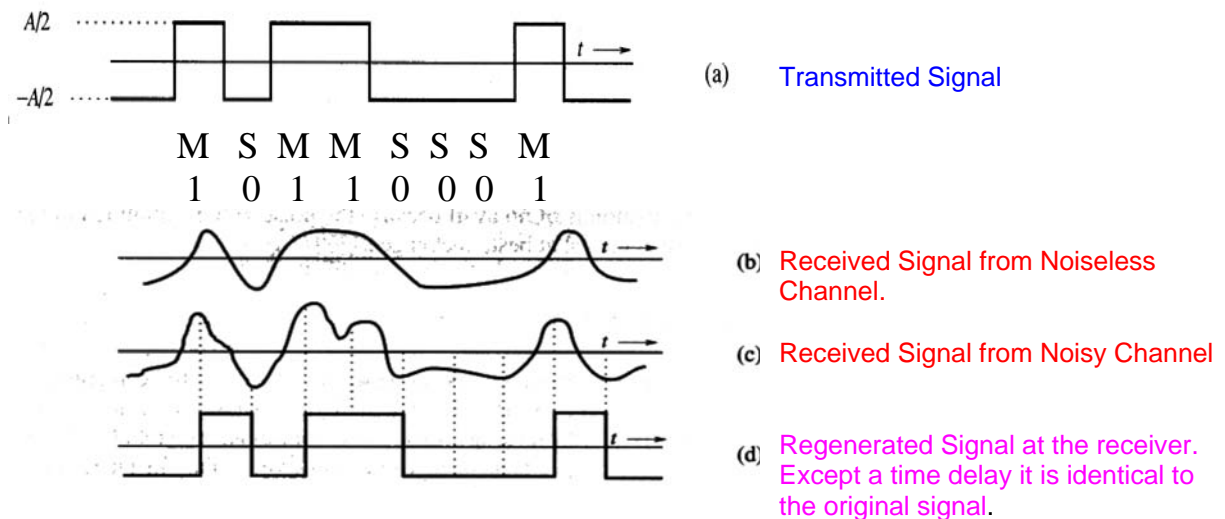 A/2
t
(a) Transmitted Signal
–A/2
M S M M S S S M
1 0 1 1 0 0 0 1
t
(b) Received Signal from Noiseless
Channel.
t
(c) Received Signal from Noisy Channel
t
(d) Regenerated Signal at the receiver.
Except a time delay it is identical to
the original signal.